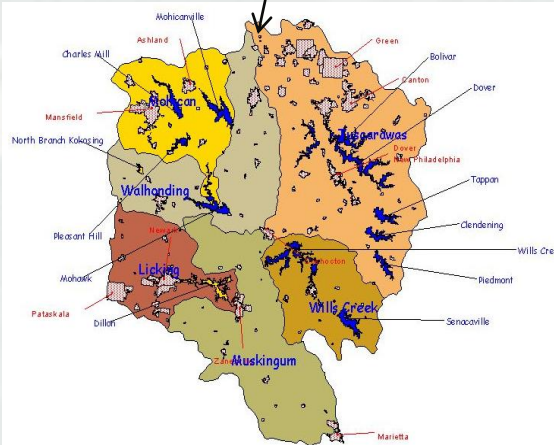 Mohicanville
Ashland
Green
Charles Mill
Bolivar
Canton
Dover
Mohican
Mansfield
Tuscarawas
North Branch Kokosing
Dover
New Philadelphia
Tappan
Walhonding
Clendening
Pleasant Hill
Newark
Wills Cre
Mohawk
Licking
Coshocton
Piedmont
Pataskala
Wills Creek
Dillon
Senacaville
Muskingum
Marietta